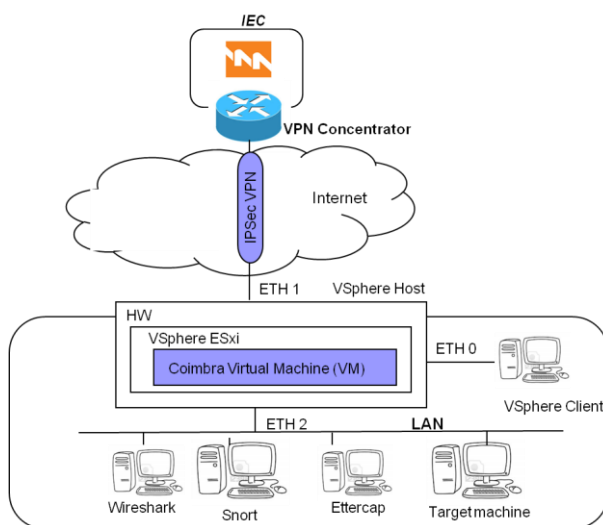 IEC
VPN Concentrator
IPSec VPN
Internet
ETH 1
VSphere Host
HW
VSphere ESxi
Coimbra Virtual Machine (VM)
ETH 0
VSphere Client
ETH 2
LAN
Wireshark
Snort
Ettercap
Target machine